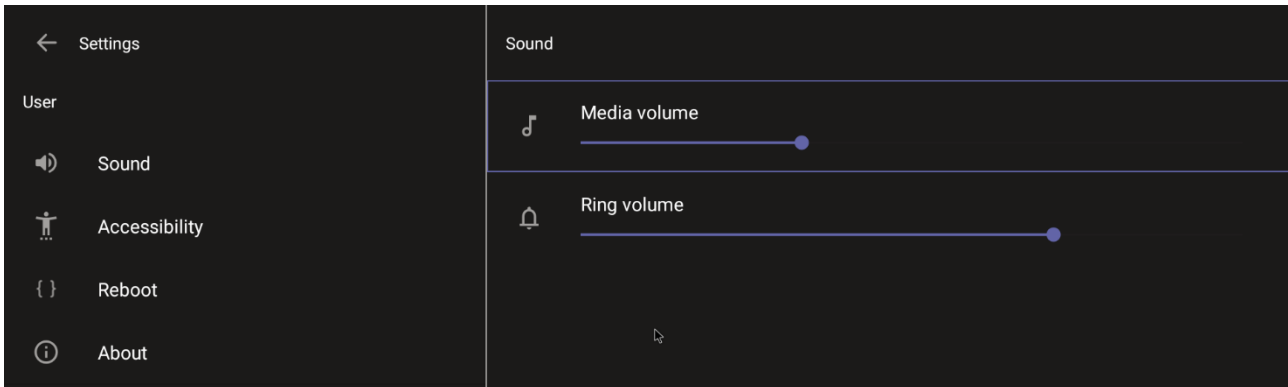 Settings
User
Sound
Accessibility
Reboot
About
Sound
Media volume
Ring volume